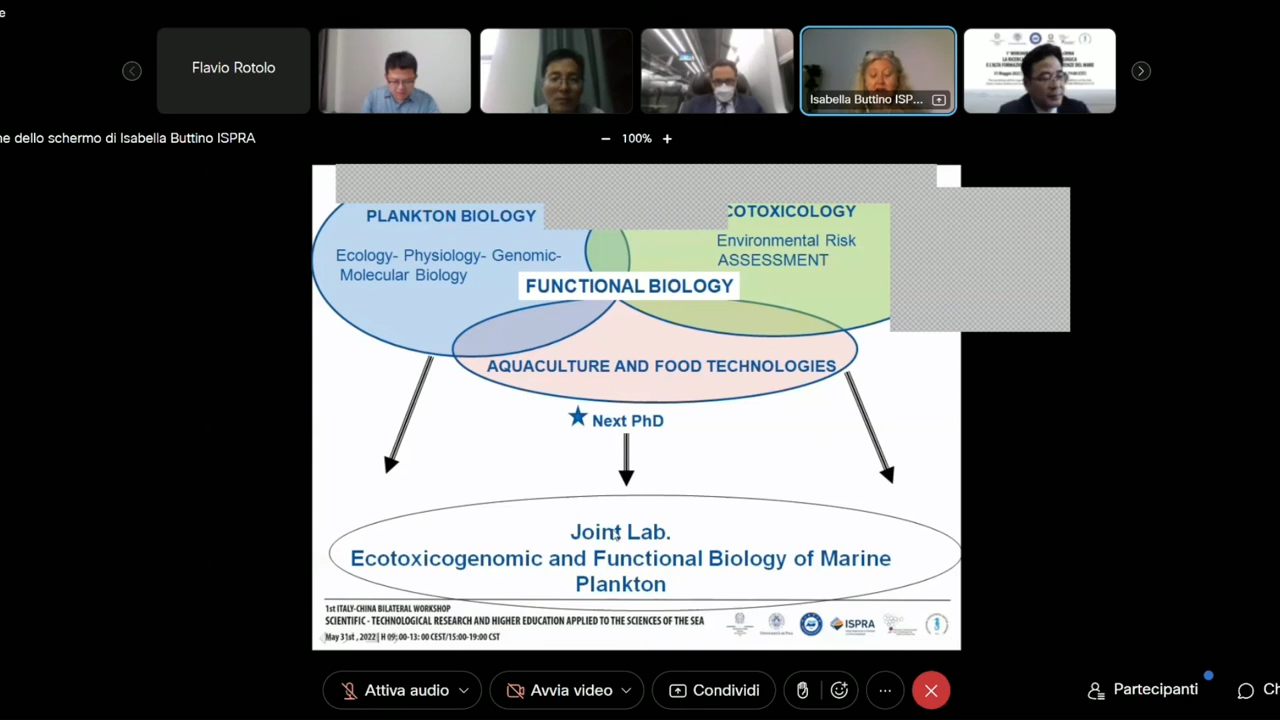 e
Flavio Rotolo
Isabella Buttino ISP...
ne dello schermo di Isabella Buttino ISPRA
100%
PLANKTON BIOLOGY
COTOXICOLOGY
Ecology- Physiology- Genomic-
Molecular Biology
Environmental Risk
ASSESSMENT
FUNCTIONAL BIOLOGY
AQUACULTURE AND FOOD TECHNOLOGIES
Next PhD
Joint Lab.
Ecotoxicogenomic and Functional Biology of Marine
Plankton
1st ITALY-CHINA BILATERAL WORKSHOP
SCIENTIFIC - TECHNOLOGICAL RESEARCH AND HIGHER EDUCATION APPLIED TO THE SCIENCES OF THE SEA
May 31st , 2022 | H 09:00-13: 00 CEST/15:00-19:00 CST
ISPRA
Attiva audio
Avvia video
Condividi
Partecipanti
Ch